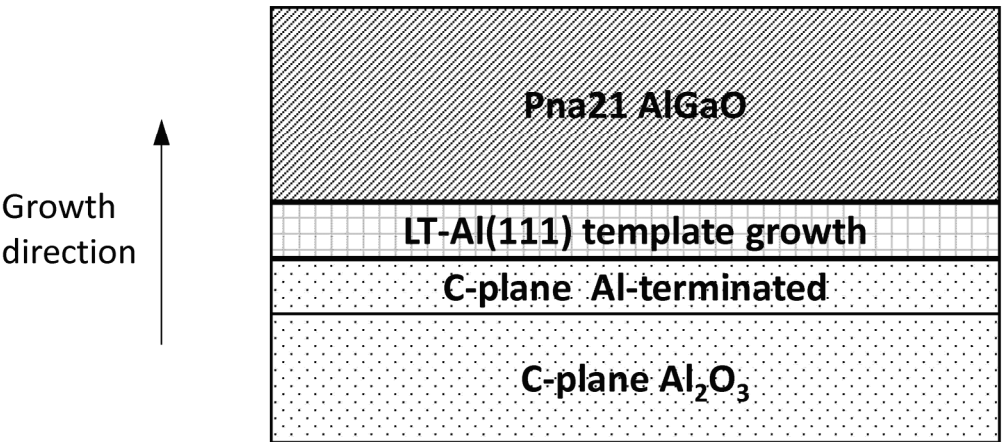 Pna21 AlGaO
Growth
direction
LT-Al(111) template growth
C-plane Al-terminated
C-plane Al₂O₃